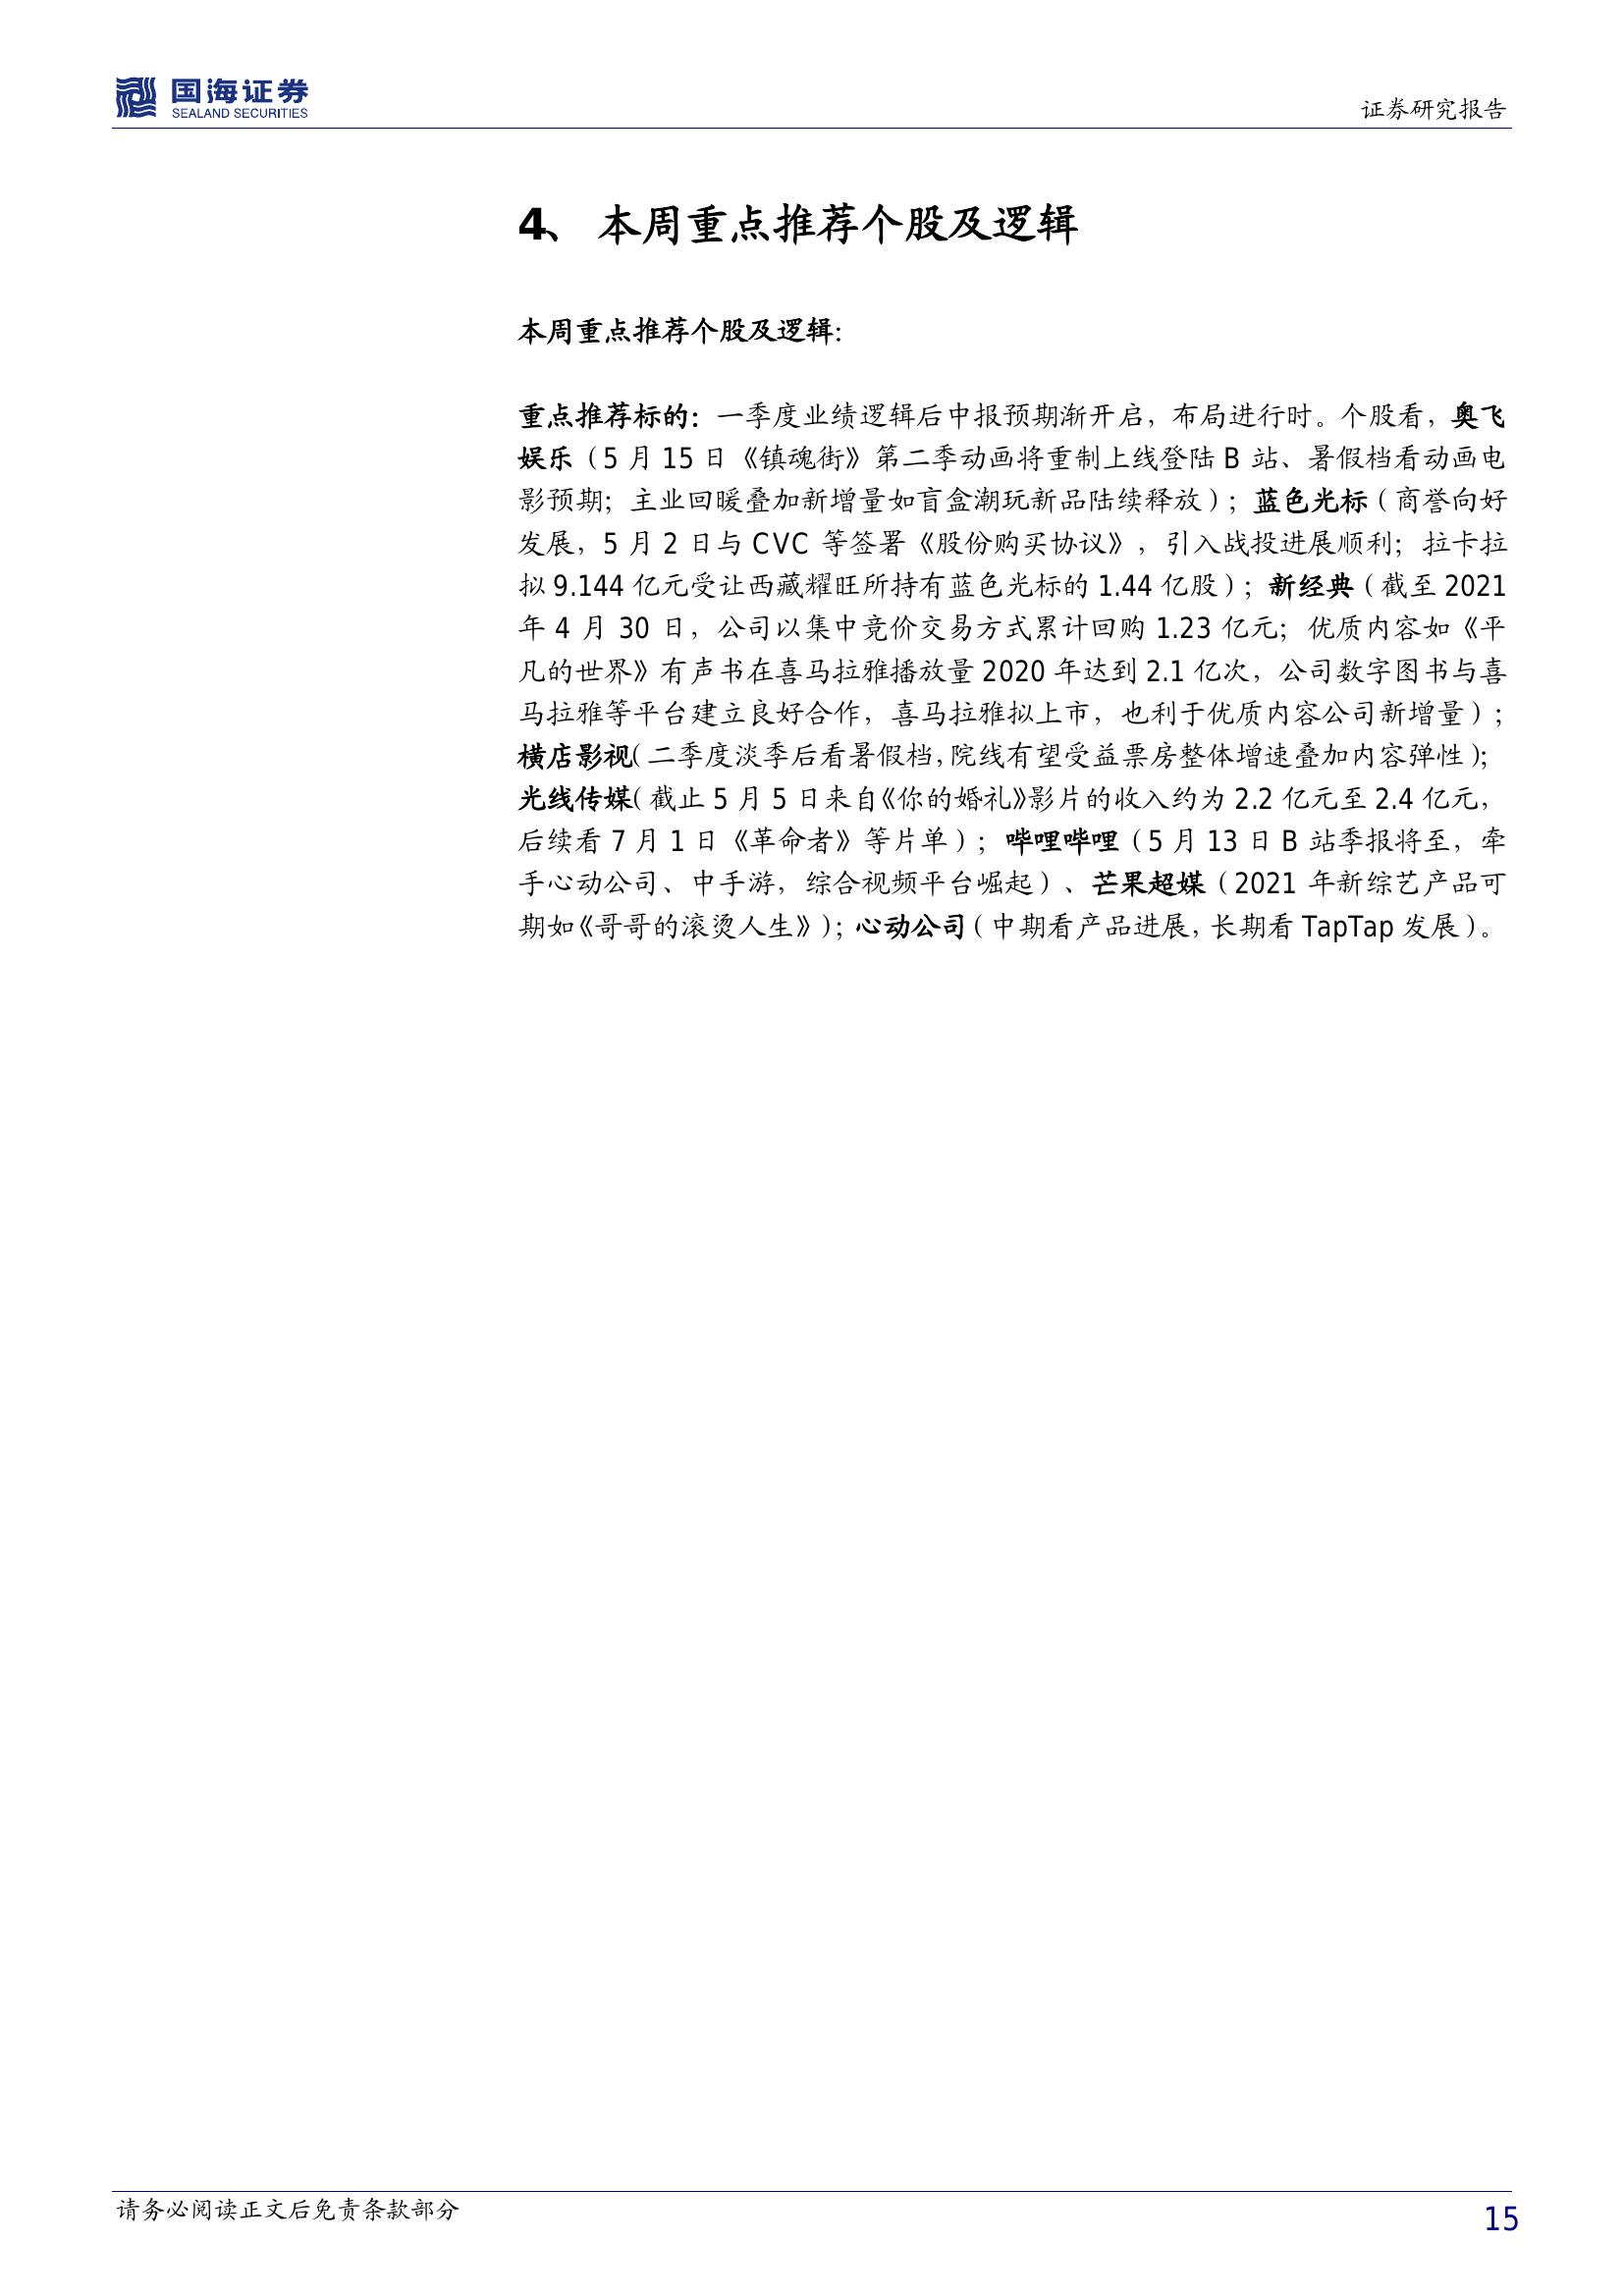 国海证券
SEALAND SECURITIES
证券研究报告
4、 本周重点推荐个股及逻辑
本周重点推荐个股及逻辑：
重点推荐标的：一季度业绩逻辑后中报预期渐开启，布局进行时。个股看，奥飞
娱乐（5 月 15 日《镇魂街》第二季动画将重制上线登陆 B 站、暑假档看动画电
影预期；主业回暖叠加新增量如盲盒潮玩新品陆续释放）；蓝色光标（商誉向好
发展，5 月 2 日与 CVC 等签署《股份购买协议》，引入战投进展顺利；拉卡拉
拟 9.144 亿元受让西藏耀旺所持有蓝色光标的 1.44 亿股）；新经典（截至 2021
年 4 月 30 日，公司以集中竞价交易方式累计回购 1.23 亿元；优质内容如《平
凡的世界》有声书在喜马拉雅播放量 2020 年达到 2.1 亿次，公司数字图书与喜
马拉雅等平台建立良好合作，喜马拉雅拟上市，也利于优质内容公司新增量）；
横店影视（二季度淡季后看暑假档，院线有望受益票房整体增速叠加内容弹性）；
光线传媒（截止 5 月 5 日来自《你的婚礼》影片的收入约为 2.2 亿元至 2.4 亿元，
后续看 7 月 1 日《革命者》等片单）；哔哩哔哩（5 月 13 日 B 站季报将至，牵
手心动公司、中手游，综合视频平台崛起）、芒果超媒（2021 年新综艺产品可
期如《哥哥的滚烫人生》）；心动公司（中期看产品进展，长期看 TapTap 发展）。
请务必阅读正文后免责条款部分
15